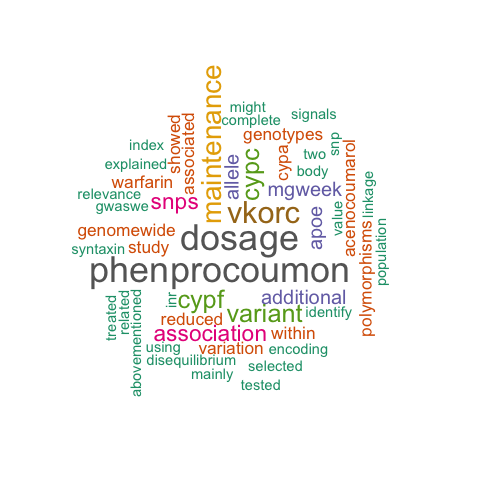 might
complete
signals
maintenance
showed
associated
index
genotypes
snp
explained
allele
cypc
cypa
two
acenocoumarol
warfarin
body
relevance
snps
mgweek
linkage
gwaswe
vkorc
apoe
value
genomewide
dosage
polymorphisms
population
syntaxin
study
phenprocoumon
treated
related
abovementioned
inr
cypf
additional
reduced
variant
identify
association
within
using
variation
encoding
disequilibrium
selected
mainly
tested